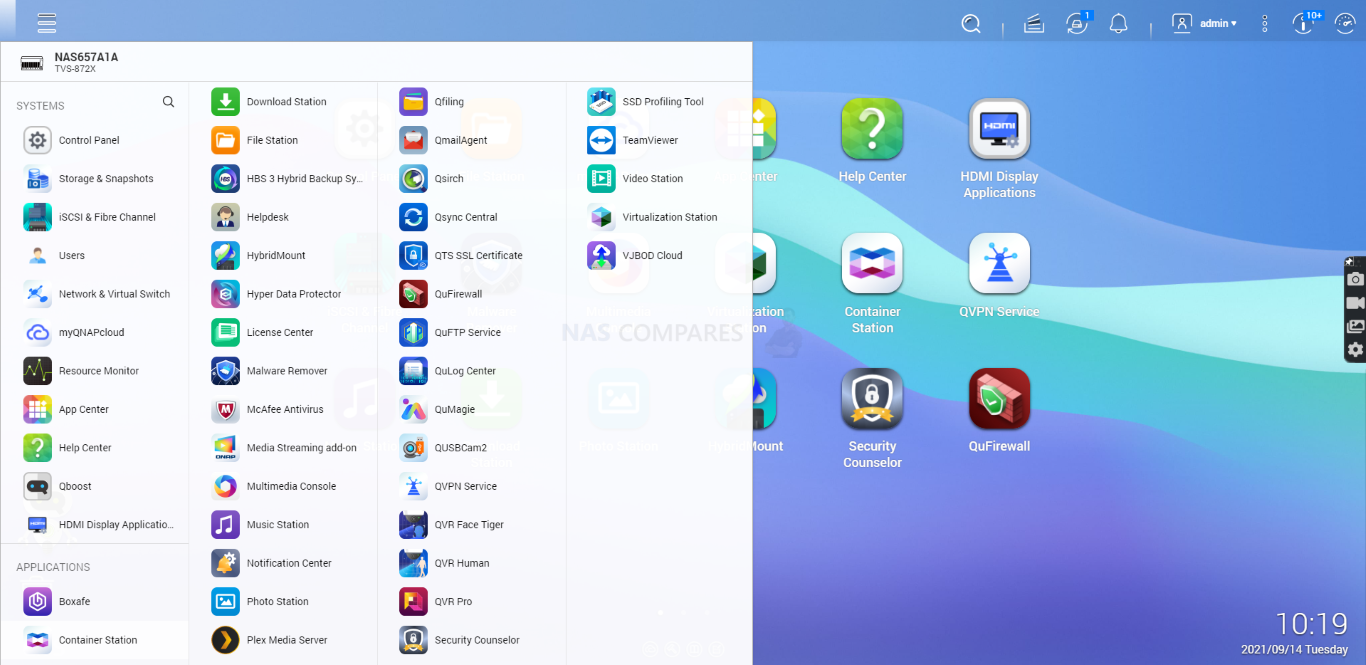 1
admin
10+
NAS657A1A
TVS-872X
SYSTEMS
Control Panel
Storage & Snapshots
iSCSI & Fibre Channel
Users
Network & Virtual Switch
myQNAPcloud
Resource Monitor
App Center
Help Center
Qboost
HDMI Display Applicatio...
APPLICATIONS
Boxafe
Container Station
Download Station
File Station
HBS 3 Hybrid Backup Sy...
Helpdesk
HybridMount
Hyper Data Protector
License Center
Malware Remover
McAfee Antivirus
Media Streaming add-on
Multimedia Console
Music Station
Notification Center
Photo Station
Plex Media Server
Qfiling
QmailAgent
Qsirch
Qsync Central
QTS SSL Certificate
QuFirewall
QuFTP Service
QuLog Center
QuMagie
QUSBCam2
QVPN Service
QVR Face Tiger
QVR Human
QVR Pro
Security Counselor
SSD Profiling Tool
TeamViewer
Video Station
Virtualization Station
VJBOD Cloud
NAS COMPARES
enter
Help Center
HDMI
HDMI Display
Applications
ization
on
Container
Station
QVPN Service
Mount
Security
Counselor
QuFirewall
10:19
2021/09/14 Tuesday